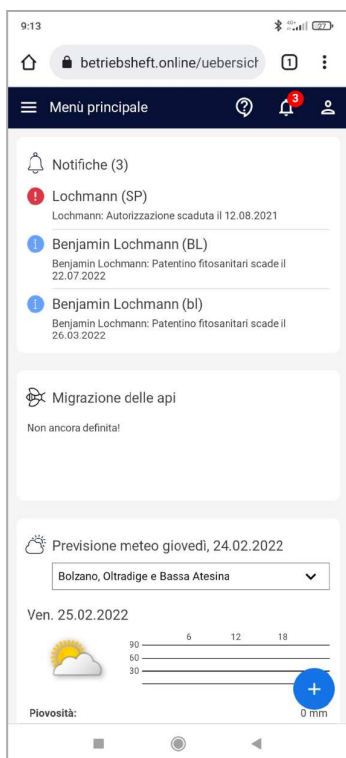 9:13
27
betriebsheft.online/uebersich
1
Menù principale
3
Notifiche (3)
Lochmann (SP)
Lochmann: Autorizzazione scaduta il 12.08.2021
Benjamin Lochmann (BL)
Benjamin Lochmann: Patentino fitosanitari scade il
22.07.2022
Benjamin Lochmann (bl)
Benjamin Lochmann: Patentino fitosanitari scade il
26.03.2022
Migrazione delle api
Non ancora definita!
Previsione meteo giovedì, 24.02.2022
Bolzano, Oltradige e Bassa Atesina
Ven. 25.02.2022
6 12 18
90
60
30
Piovosità: 0 mm